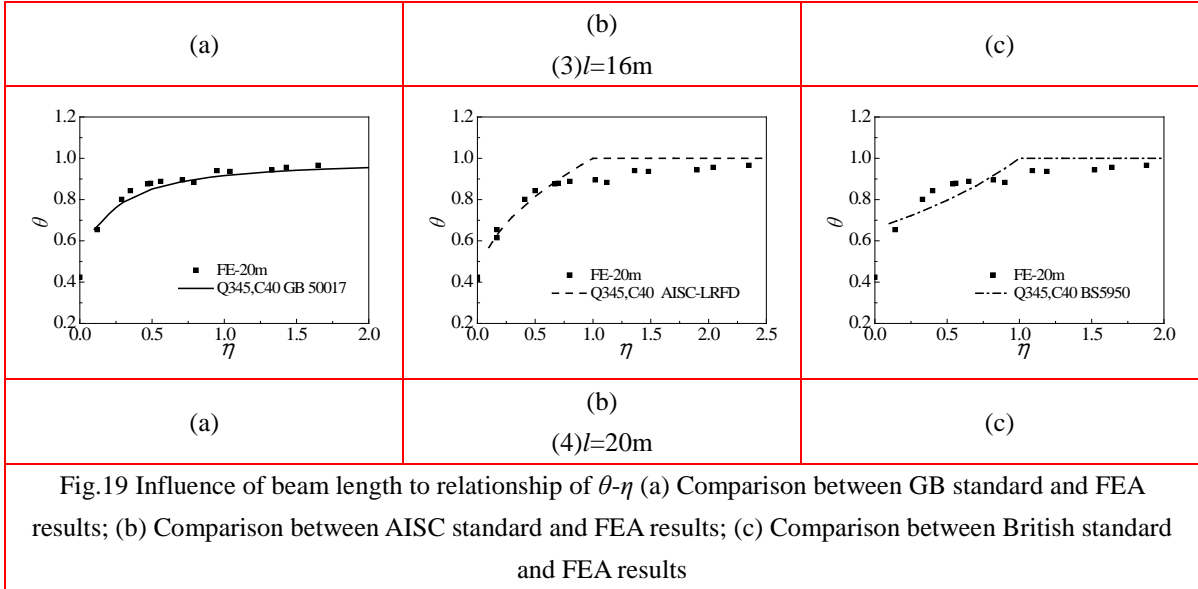 (a)
(b)
(3)l=16m
(c)
1.2
1.0
0.8
0.6
0.4
0.2
θ
FE-20m
Q345,C40 GB 50017
0.0 0.5 1.0 1.5 2.0
η
1.2
1.0
0.8
0.6
0.4
0.2
θ
FE-20m
Q345,C40 AISC-LRFD
0.0 0.5 1.0 1.5 2.0 2.5
η
1.2
1.0
0.8
0.6
0.4
0.2
θ
FE-20m
Q345,C40 BS5950
0.0 0.5 1.0 1.5 2.0
η
(a)
(b)
(4)l=20m
(c)
Fig.19 Influence of beam length to relationship of θ-η (a) Comparison between GB standard and FEA
results; (b) Comparison between AISC standard and FEA results; (c) Comparison between British standard
and FEA results